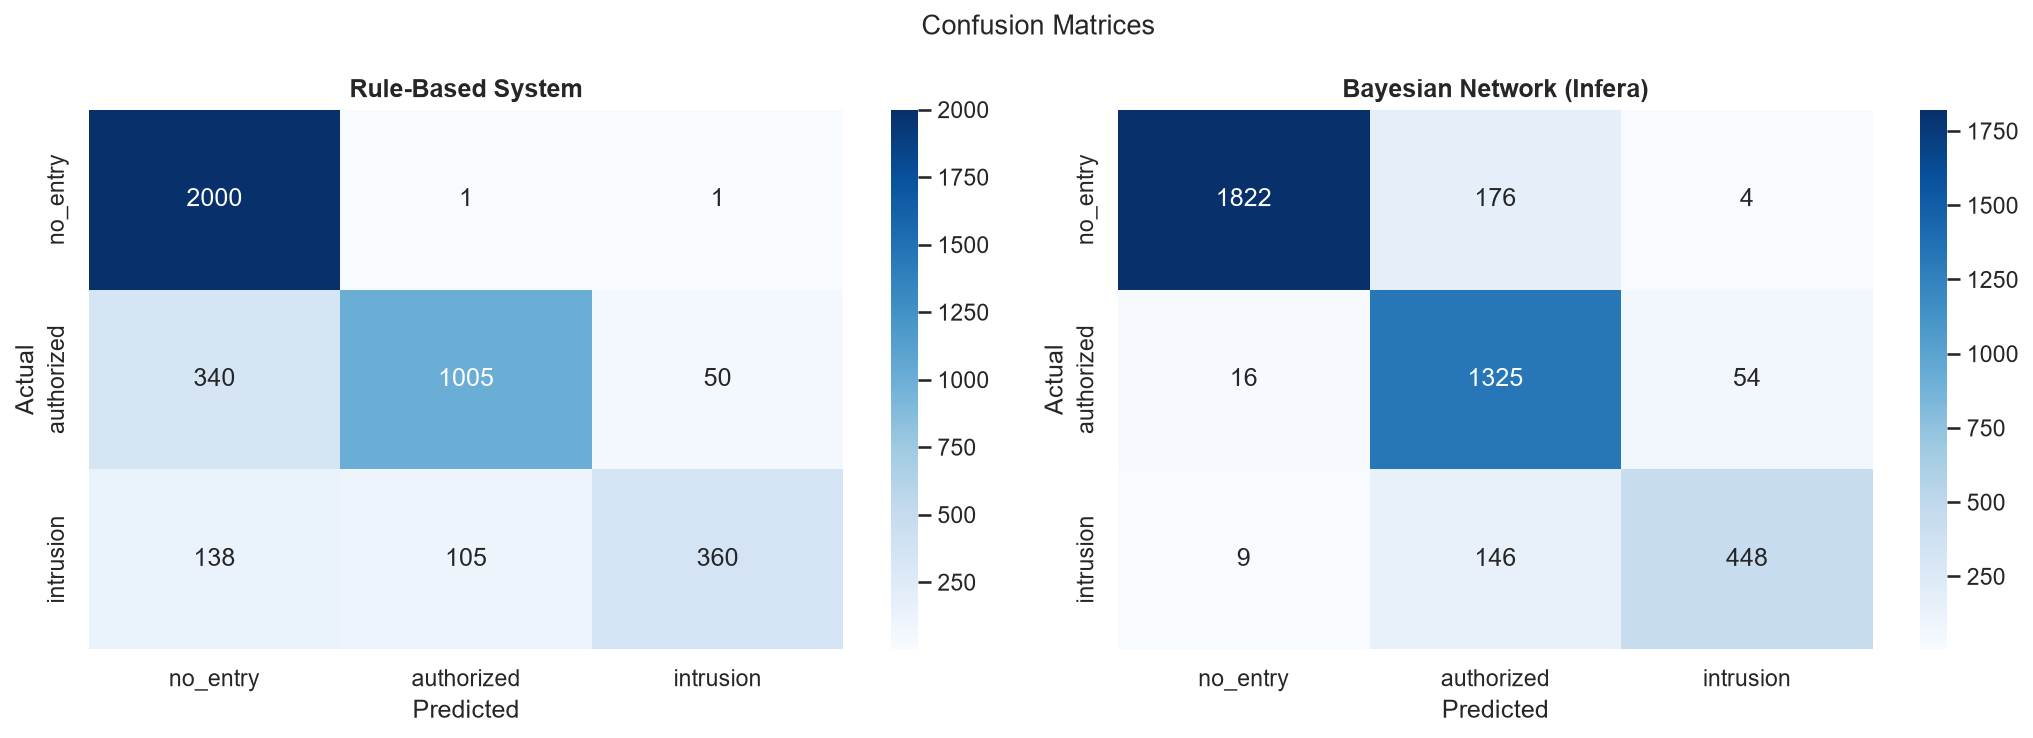 Confusion Matrices
Rule-Based System
Actual
no_entry
authorized
intrusion
2000 1 1
340 1005 50
138 105 360
no_entry authorized intrusion
Predicted
2000
1750
1500
1250
1000
750
500
250
Bayesian Network (Infera)
Actual
no_entry
authorized
intrusion
1822 176 4
16 1325 54
9 146 448
no_entry authorized intrusion
Predicted
1750
1500
1250
1000
750
500
250